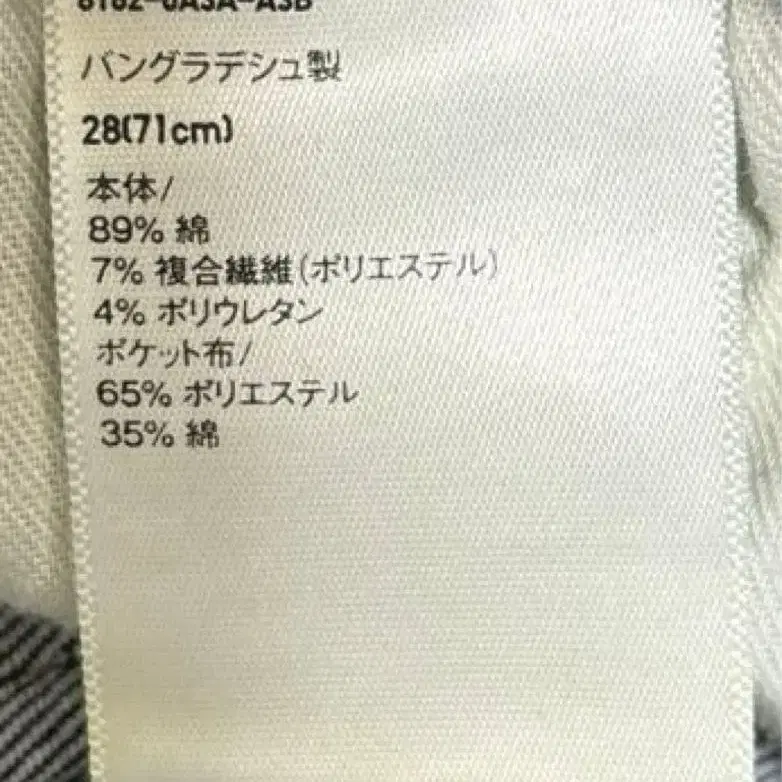 バングラデシュ製
28(71cm)
本体/
89% 綿
7% 複合繊維(ポリエステル)
4% ポリウレタン
ポケット布/
65% ポリエステル
35% 綿